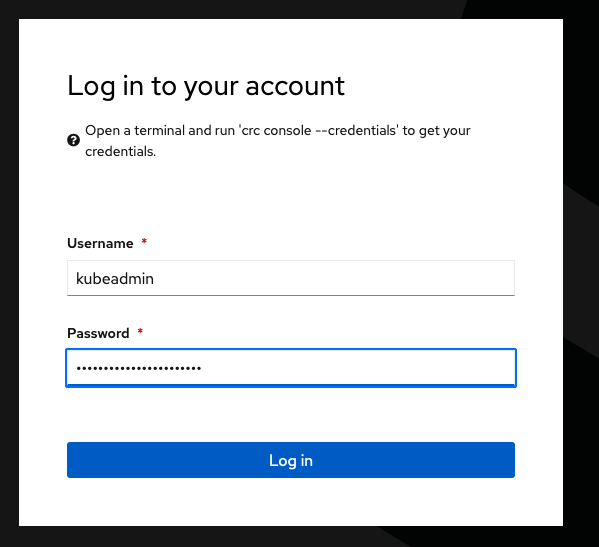 Log in to your account
Open a terminal and run 'crc console --credentials' to get your
credentials.
Username *
kubeadmin
Password *
•••••••••••••••••••••••
Log in